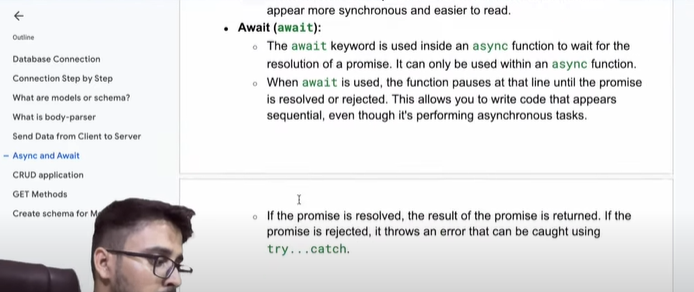 Outline
Database Connection
Connection Step by Step
What are models or schema?
What is body-parser
Send Data from Client to Server
Async and Await
CRUD application
GET Methods
Create schema for
appear more synchronous and easier to read.
• Await (await):
○ The await keyword is used inside an async function to wait for the
resolution of a promise. It can only be used within an async function.
○ When await is used, the function pauses at that line until the promise
is resolved or rejected. This allows you to write code that appears
sequential, even though it's performing asynchronous tasks.
○ If the promise is resolved, the result of the promise is returned. If the
promise is rejected, it throws an error that can be caught using
try...catch.